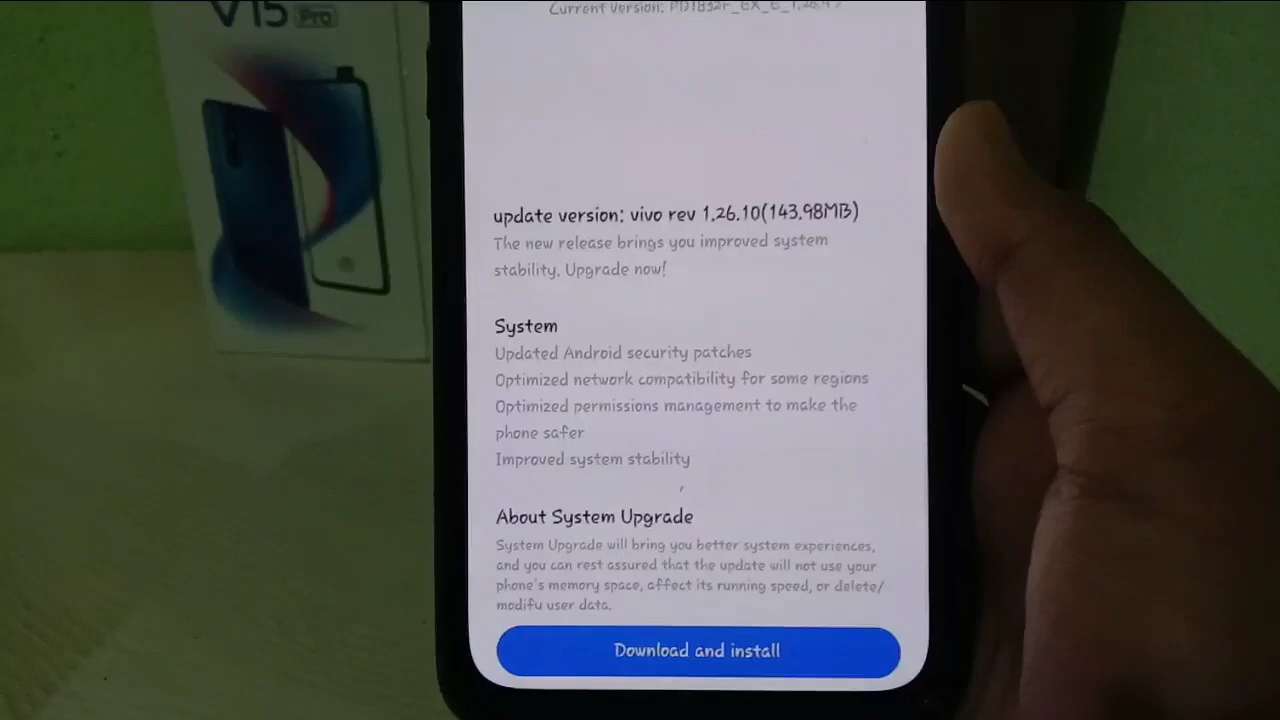 V15 Pro
Current version:
update version: vivo rev 1.26.10(143.98MB)
The new release brings you improved system
stability. Upgrade now!
System
Updated Android security patches
Optimized network compatibility for some regions
Optimized permissions management to make the
phone safer
Improved system stability
About System Upgrade
System Upgrade will bring you better system experiences,
and you can rest assured that the update will not use your
phone's memory space, affect its running speed, or delete/
modify user data.
Download and install